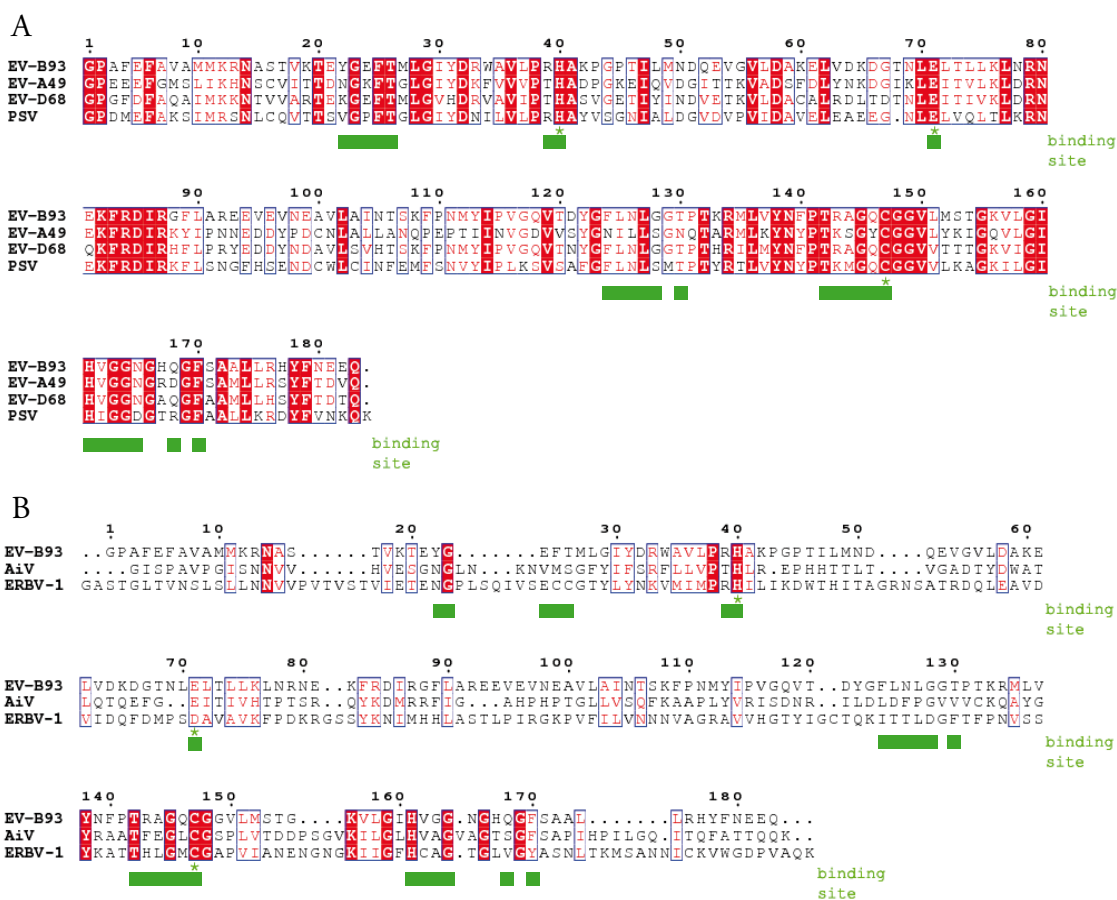 A
1 10 20 30 40 50 60 70 80
EV-B93 GPAFEFAVAMMKRNASTVKTEYGEFTMLGIYDRWAVLPRHAKPGPTILMNDQEVGVLDAKELVDKDGTNLELTLLKLNRN
EV-A49 GPEEEFGMSLIKHNSCVITTDNGKFTGLGIYDRVFVVPTHADPGKEIQVDGITTKVADSFDLYNKDGIKLEITVLKLDRN
EV-D68 GPGFDFAQAIMKKNTVVARTEKGEFTMLGVHDRVAVIPTHASVGETIYINDVETKVLDACALRDLTDTNLEITIVKLDRN
PSV GPDMEFAKSIMRSNLCQVTTSVGPFTGLGIYDNILVLPRHAYVSGNIALDGVDVPVIDAVELEAEEG.NLELVQLTLKRN
* * binding
site
90 100 110 120 130 140 150 160
EV-B93 EKFRDIRGFLAREEVEVNEAVLAINTSKFPNMYIPVGQVTDYGFLNLGGTPTKRMLVYNFPTRAGQCGGVLMSTGKVLGI
EV-A49 EKFRDIRKYIPNNEDDYPDCNLALLANQPEPTIINVGDVVSYGNILLSGNQTARMLKYNYPTKSGYCGGVLYKIGQVLGI
EV-D68 QKFRDIRHFLPRYEDDYNDAVLSVHTSKFPNMYIPVGQVTNYGFLNLGGTPTHRILMYNFPTRAGQCGGVVTTTGKVIGI
PSV EKFRDIRKFLSNGFHSENDCWLCINFEMFSNVYIPLKSVSAFGFLNLSMTPTYRTLVYNYPTKMGQCGGVVLKAGKILGI
* binding
site
170 180
EV-B93 HVGGNGHQGFSAALLRHYFNEEQ.
EV-A49 HVGGNGRDGFSAMLLRSYFTDVQ.
EV-D68 HVGGNGAQGFAAMLLHSYFTDTQ.
PSV HIGGDGTRGFAALLKRDYFVNKQK
binding
site
B
1 10 20 30 40 50 60
EV-B93 ..GPAFEFAVAMMKRNAS......TVKTEYG.......EFTMLGIYDRWAVLPRHAKPGPTILMND....QEVGVLDAKE
AiV ....GISPAVPGISNNVV......HVESGNGLN...KNVMSGFYIFSRFLLVPTHLR.EPHHTTLT.....VGADTYDWAT
ERBV-1 GASTGLTVNSLSLLNNVVPVTVSTVIETENGPLSQIVSECCGTYLYNKVMIMPRHILIKDWTHITAGRNSATRDQLEAVD
* binding
site
70 80 90 100 110 120 130
EV-B93 LVDKDGTNLELTLLKLNRNE..KFRDIRGFLAREEVEVNEAVLAINTSKFPNMYIPVGQVT..DYGFLNLGGTPTKRMLV
AiV LQTQEFG..EITIVHTPTSR..QYKDMRRFIG...AHPHPTGLLVSQFKAAPLYVRISDNR..ILDLDFPGVVVCKQAYG
ERBV-1 VIDQFDMPSDAVAVKFPDKRGSSYKNIMHHLASTLPIRGKPVFILVNNNVAGRAVVHGTYIGCTQKITTLDGFTFPNVSS
* binding
site
140 150 160 170 180
EV-B93 YNFPTRAGQCGGVLMSTG....KVLGIHVGG.NGHQGFSAAL.......LRHYFNEEQ..
AiV YRAATFEGLCGSPLVTDDPSGVKILGLHVAGVAGTSGFSAPIHPILGQ.ITQFATTQQK..
ERBV-1 YKATTHLGMCGAPVIANENGNGKIIGFHCAG.TGLVGYASNLTKMSANNICKVWGDPVAQK
* binding
site